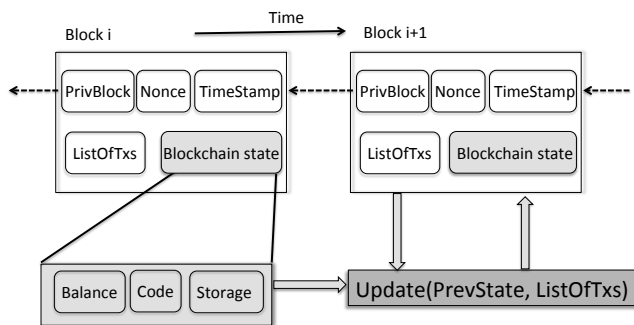 Time
Block i
Block i+1
PrivBlock Nonce TimeStamp
PrivBlock Nonce TimeStamp
ListOfTxs Blockchain state
ListOfTxs Blockchain state
Balance Code Storage
Update(PrevState, ListOfTxs)